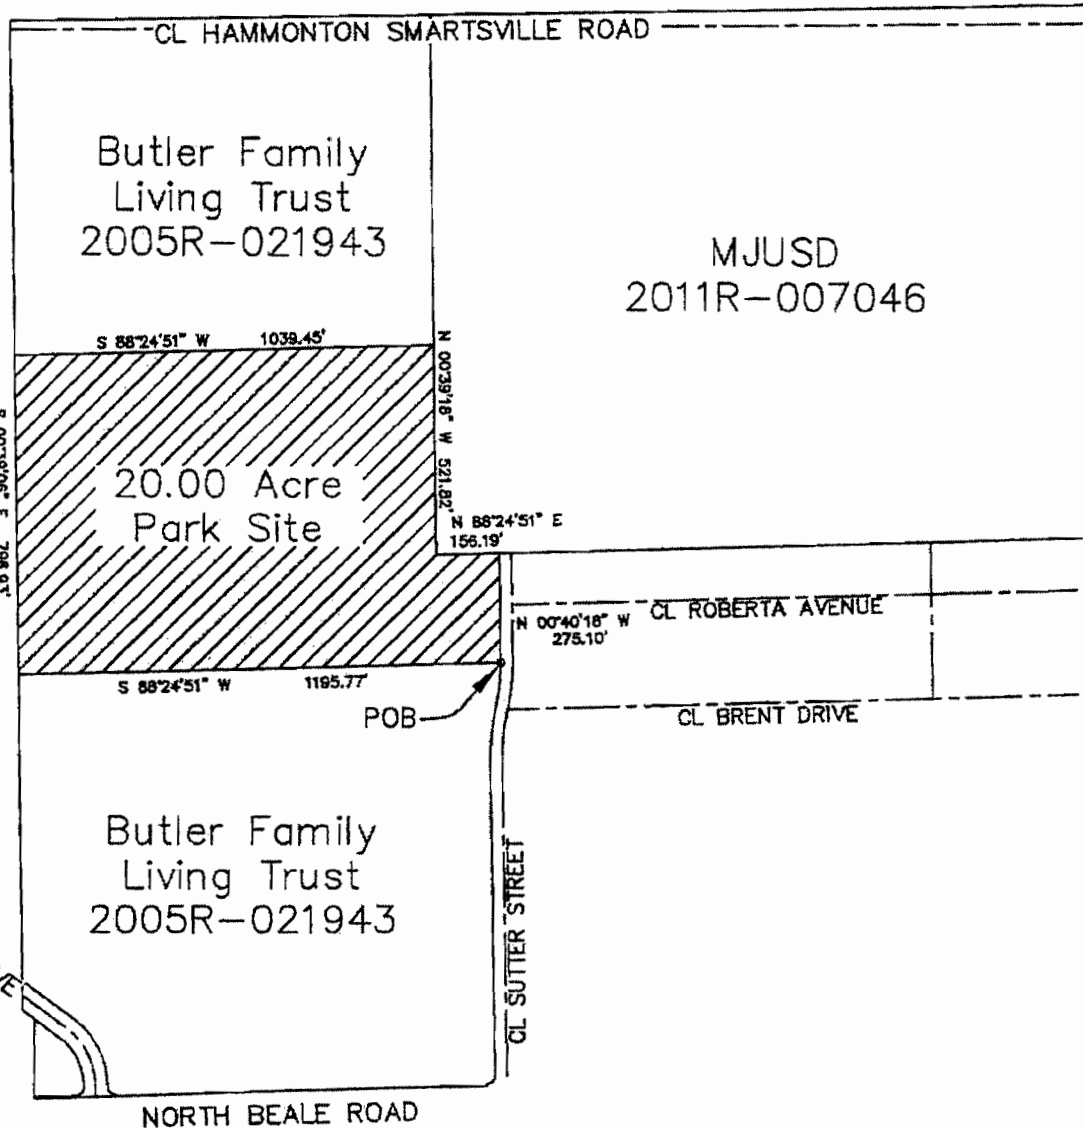 CL HAMMONTON SMARTSVILLE ROAD
Butler Family
Living Trust
2005R-021943
MJUSD
2011R-007046
S 88°24'51" W 1039.45'
N 00°39'18" W 521.82'
20.00 Acre
Park Site
N 88°24'51" E
156.19'
N 00°40'18" W
275.10'
CL ROBERTA AVENUE
S 88°24'51" W 1195.77'
POB
CL BRENT DRIVE
Butler Family
Living Trust
2005R-021943
CL SUTTER STREET
NORTH BEALE ROAD